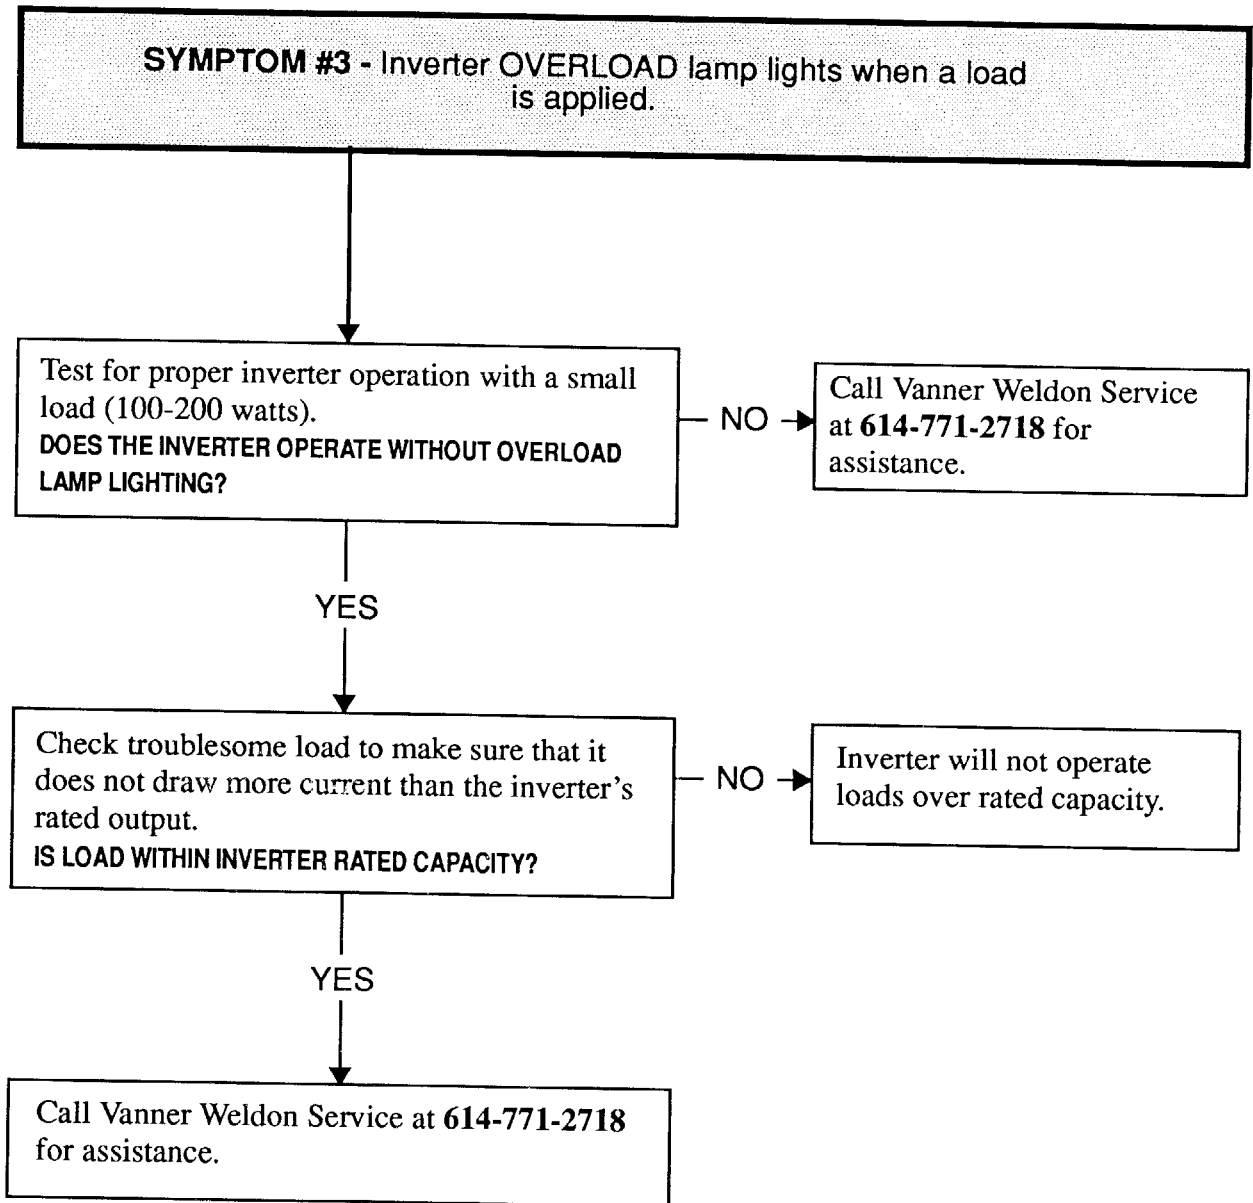 SYMPTOM #3 - Inverter OVERLOAD lamp lights when a load
is applied.
Test for proper inverter operation with a small
load (100-200 watts).
DOES THE INVERTER OPERATE WITHOUT OVERLOAD
LAMP LIGHTING?
NO
Call Vanner Weldon Service
at 614-771-2718 for
assistance.
YES
Check troublesome load to make sure that it
does not draw more current than the inverter's
rated output.
IS LOAD WITHIN INVERTER RATED CAPACITY?
NO
Inverter will not operate
loads over rated capacity.
YES
Call Vanner Weldon Service at 614-771-2718
for assistance.